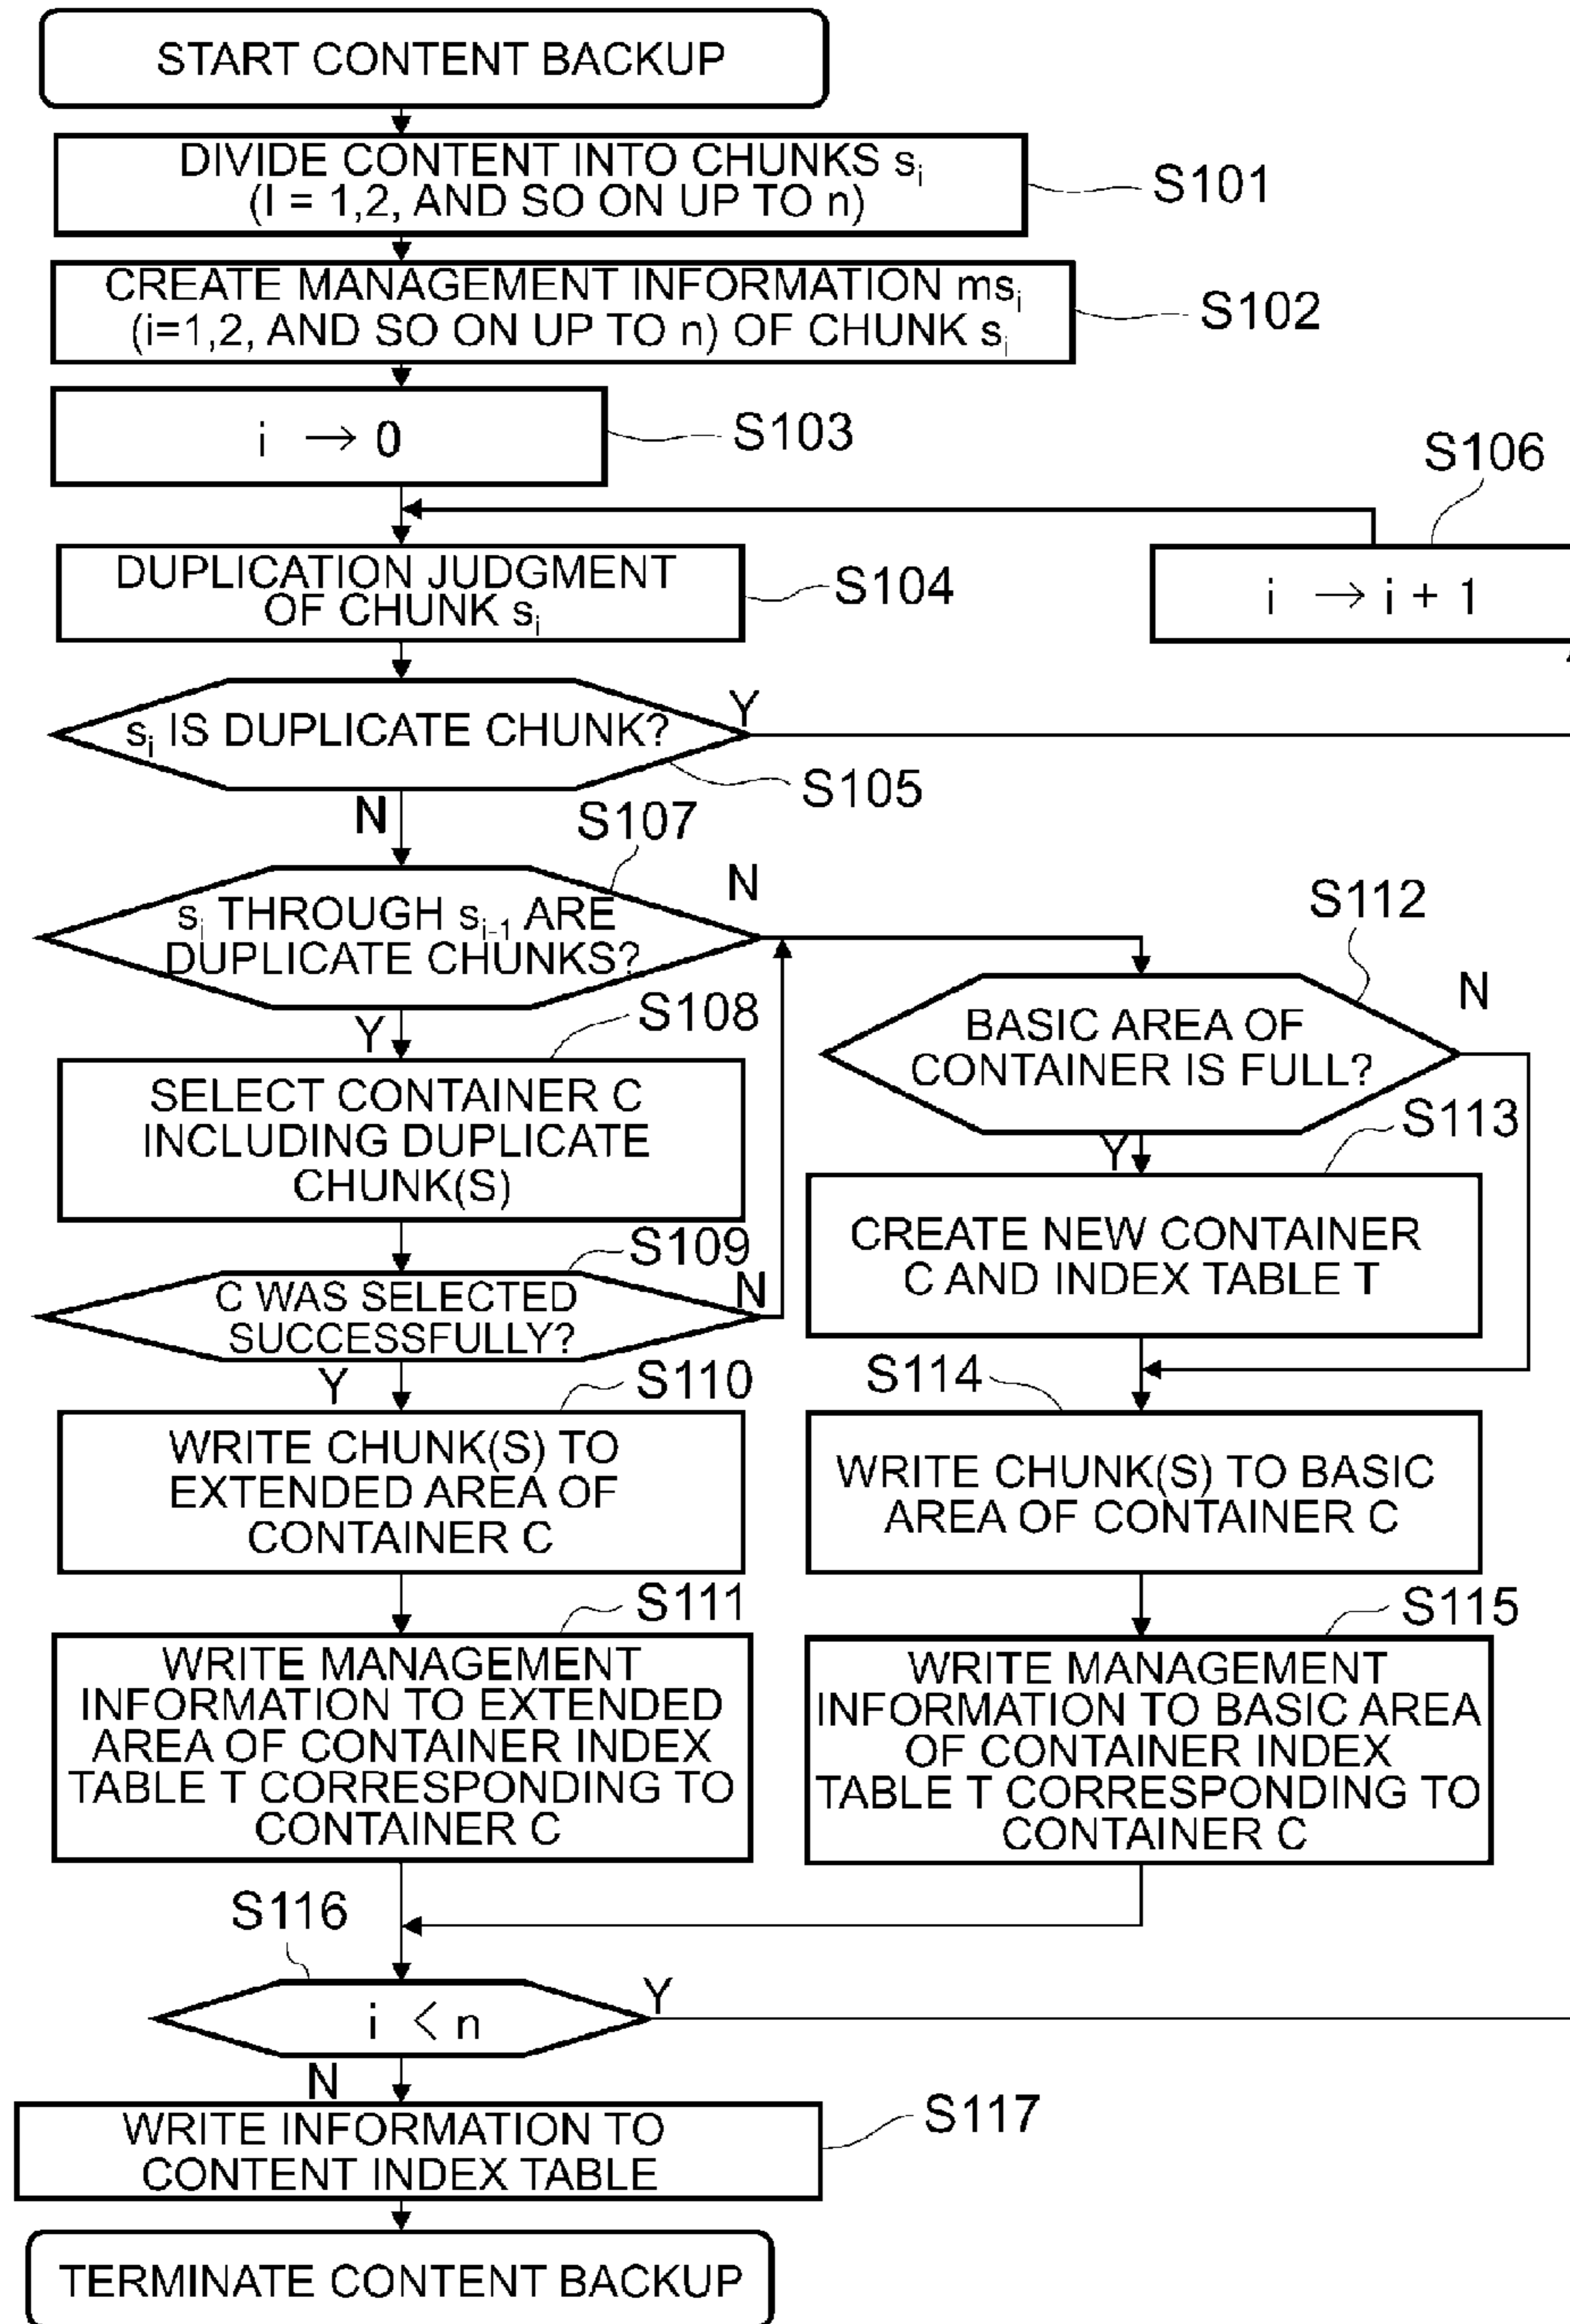 START CONTENT BACKUP
DIVIDE CONTENT INTO CHUNKS si
(I = 1,2, AND SO ON UP TO n)
S101
CREATE MANAGEMENT INFORMATION msi
(i=1,2, AND SO ON UP TO n) OF CHUNK si
S102
i → 0
S103
S106
i → i + 1
DUPLICATION JUDGMENT
OF CHUNK si
S104
si IS DUPLICATE CHUNK?
Y
S105
N
S107
si THROUGH si-1 ARE
DUPLICATE CHUNKS?
N
Y
S108
SELECT CONTAINER C
INCLUDING DUPLICATE
CHUNK(S)
S109
C WAS SELECTED
SUCCESSFULLY?
N
Y
S110
WRITE CHUNK(S) TO
EXTENDED AREA OF
CONTAINER C
S111
WRITE MANAGEMENT
INFORMATION TO EXTENDED
AREA OF CONTAINER INDEX
TABLE T CORRESPONDING TO
CONTAINER C
S112
BASIC AREA OF
CONTAINER IS FULL?
N
Y
S113
CREATE NEW CONTAINER
C AND INDEX TABLE T
S114
WRITE CHUNK(S) TO BASIC
AREA OF CONTAINER C
S115
WRITE MANAGEMENT
INFORMATION TO BASIC AREA
OF CONTAINER INDEX
TABLE T CORRESPONDING TO
CONTAINER C
S116
i < n
Y
N
WRITE INFORMATION TO
CONTENT INDEX TABLE
S117
TERMINATE CONTENT BACKUP